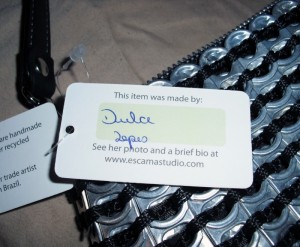 are handmade
recycled
trade artist
Brazil.
This item was made by:
Dulce
Lopes
See her photo and a brief bio at
www.escamastudio.com